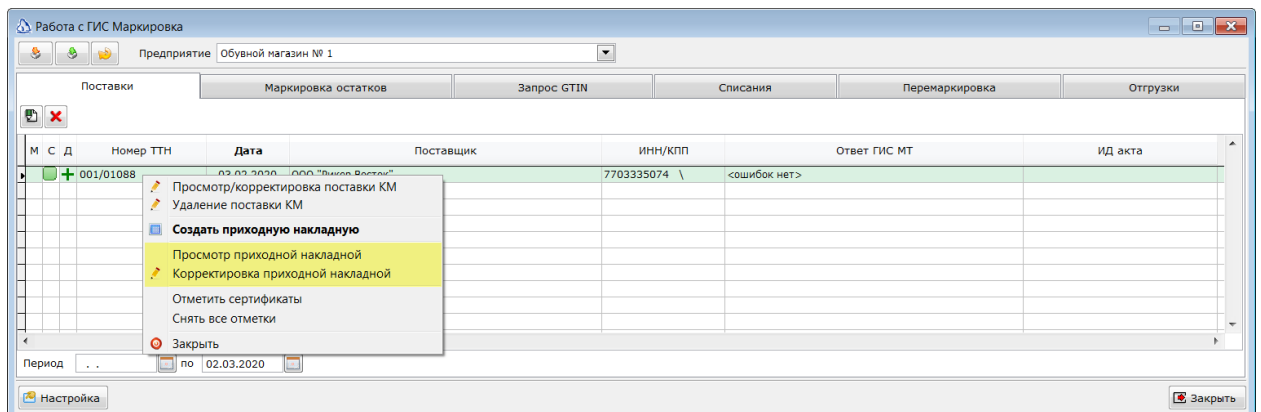 Работа с ГИС Маркировка
Предприятие Обувной магазин № 1
Поставки Маркировка остатков Запрос GTIN Списания Перемаркировка Отгрузки
М С Д Номер ТТН Дата Поставщик ИНН/КПП Ответ ГИС МТ ИД акта
001/01088 03.02.2020 ООО "Рикор Восток" 7703335074 \ <ошибок нет>
Просмотр/корректировка поставки КМ
Удаление поставки КМ
Создать приходную накладную
Просмотр приходной накладной
Корректировка приходной накладной
Отметить сертификаты
Снять все отметки
Закрыть
Период . . по 02.03.2020
Настройка Закрыть